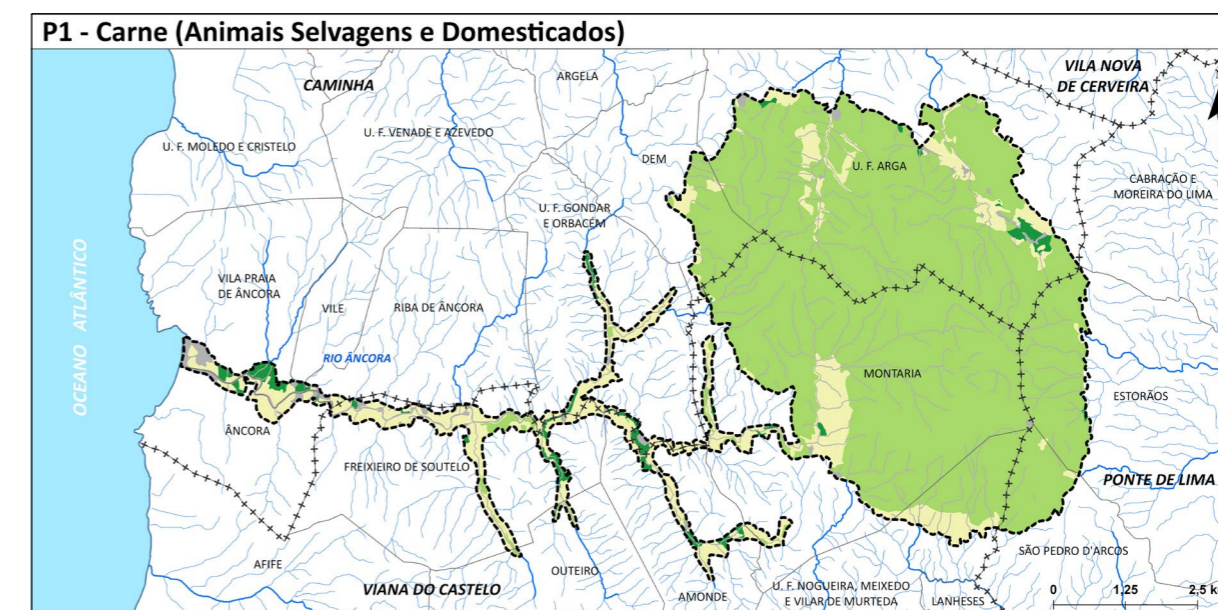 P1 - Carne (Animais Selvagens e Domesticados)
CAMINHA
ARGELA
VILA NOVA
DE CERVEIRA
U. F. VENADE E AZEVEDO
U. F. MOLEDO E CRISTELO
DEM
U. F. ARGA
CABRAÇÃO E
MOREIRA DO LIMA
U. F. GONDAR
E ORBACÉM
OCEANO ATLÂNTICO
VILA PRAIA
DE ÂNCORA
VILE
RIBA DE ÂNCORA
RIO ÂNCORA
MONTARIA
ESTORÃOS
ÂNCORA
FREIXIEIRO DE SOUTELO
PONTE DE LIMA
SÃO PEDRO D'ARCOS
AFIFE
OUTEIRO
VIANA DO CASTELO
AMONDE
U. F. NOGUEIRA, MEIXEDO
E VILAR DE MURTEDA
LANHESES
0 1,25 2,5 k